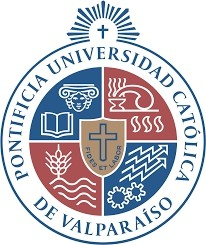 PONTIFICIA UNIVERSIDAD CATÓLICA
DE VALPARAÍSO
FIDES ET LABOR